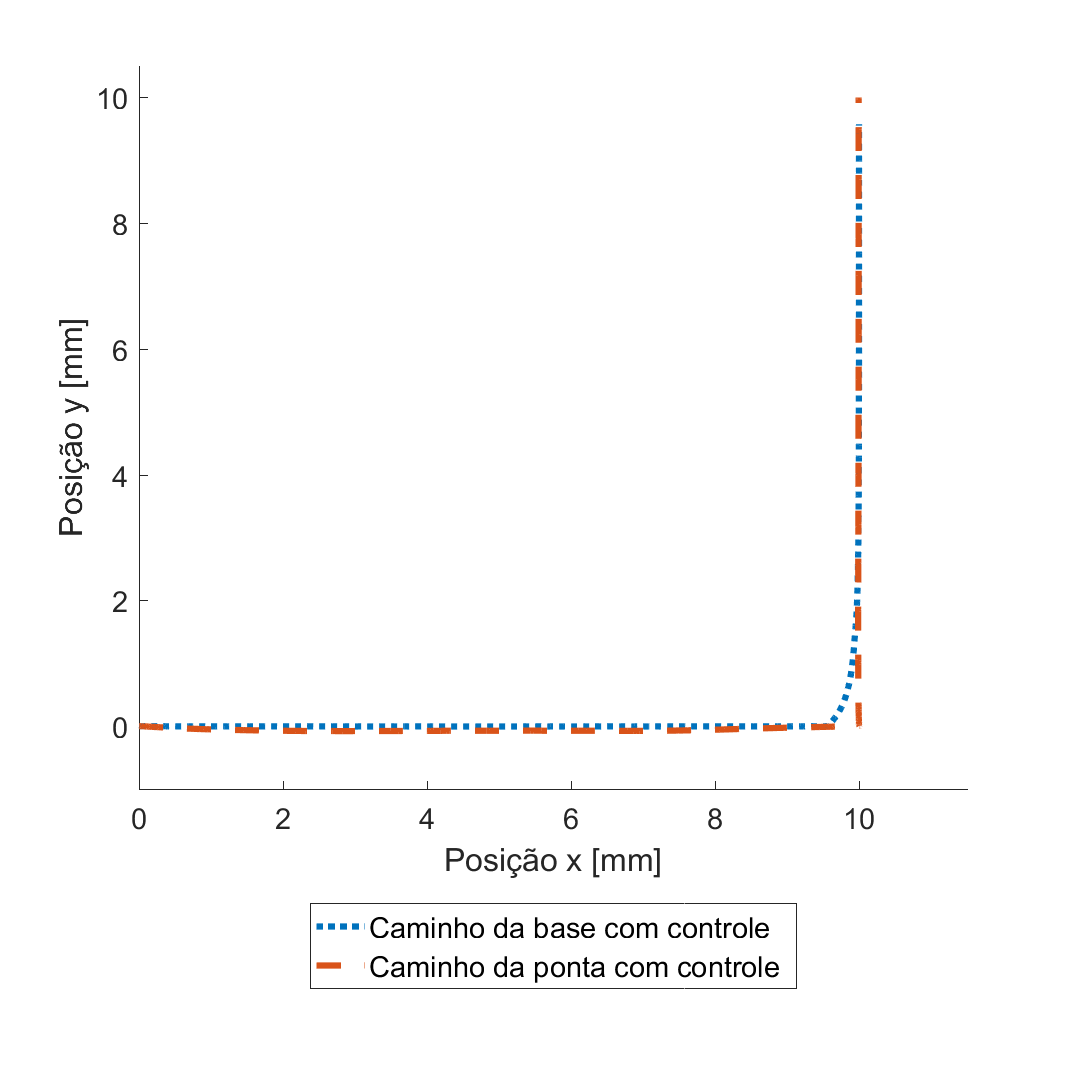 10
8
6
4
2
0
Posição y [mm]
0 2 4 6 8 10
Posição x [mm]
Caminho da base com controle
Caminho da ponta com controle